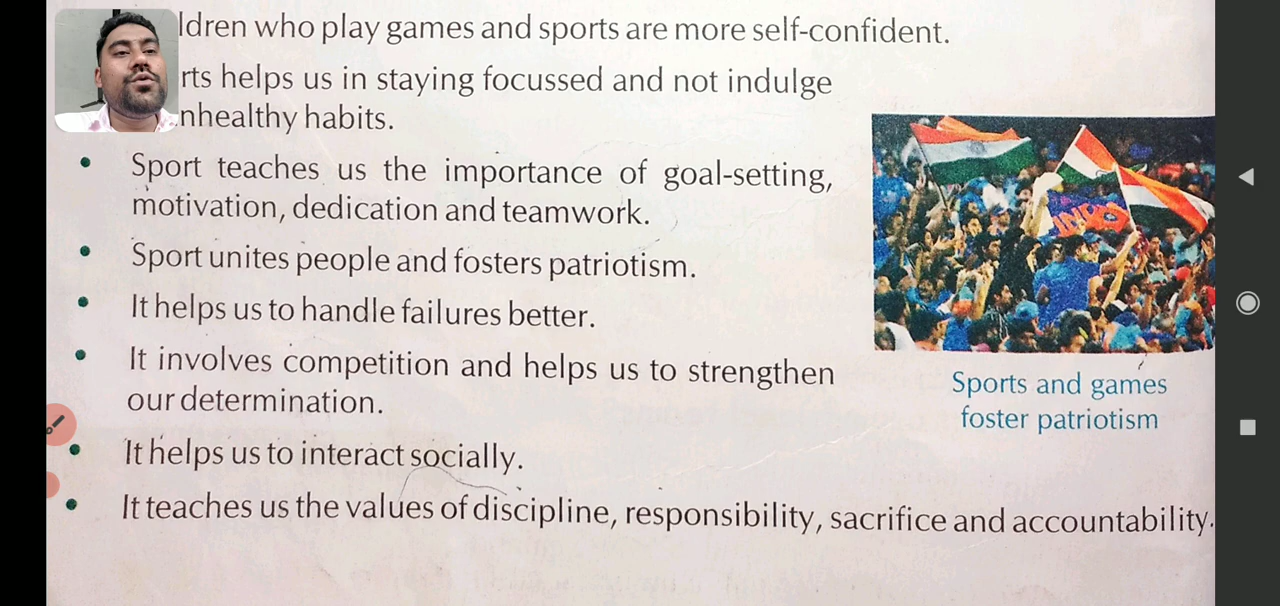 ldren who play games and sports are more self-confident.
rts helps us in staying focussed and not indulge
nhealthy habits.
• Sport teaches us the importance of goal-setting,
motivation, dedication and teamwork.
• Sport unites people and fosters patriotism.
• It helps us to handle failures better.
• It involves competition and helps us to strengthen
our determination.
• It helps us to interact socially.
• It teaches us the values of discipline, responsibility, sacrifice and accountability.
Sports and games
foster patriotism